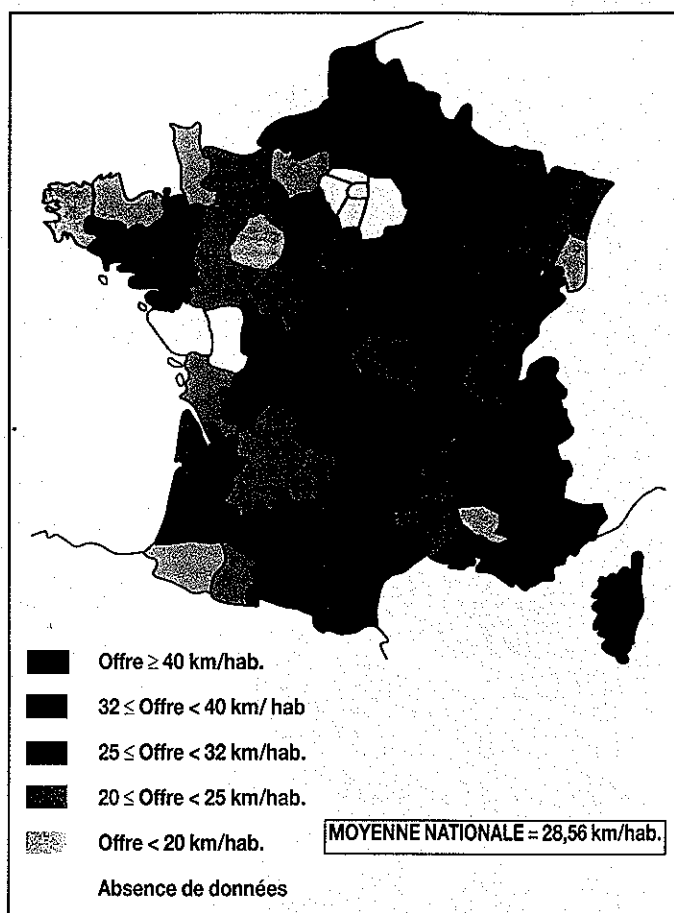 Offre ≥ 40 km/hab.
32 ≤ Offre < 40 km/ hab
25 ≤ Offre < 32 km/hab.
20 ≤ Offre < 25 km/hab.
Offre < 20 km/hab.
MOYENNE NATIONALE = 28,56 km/hab.
Absence de données